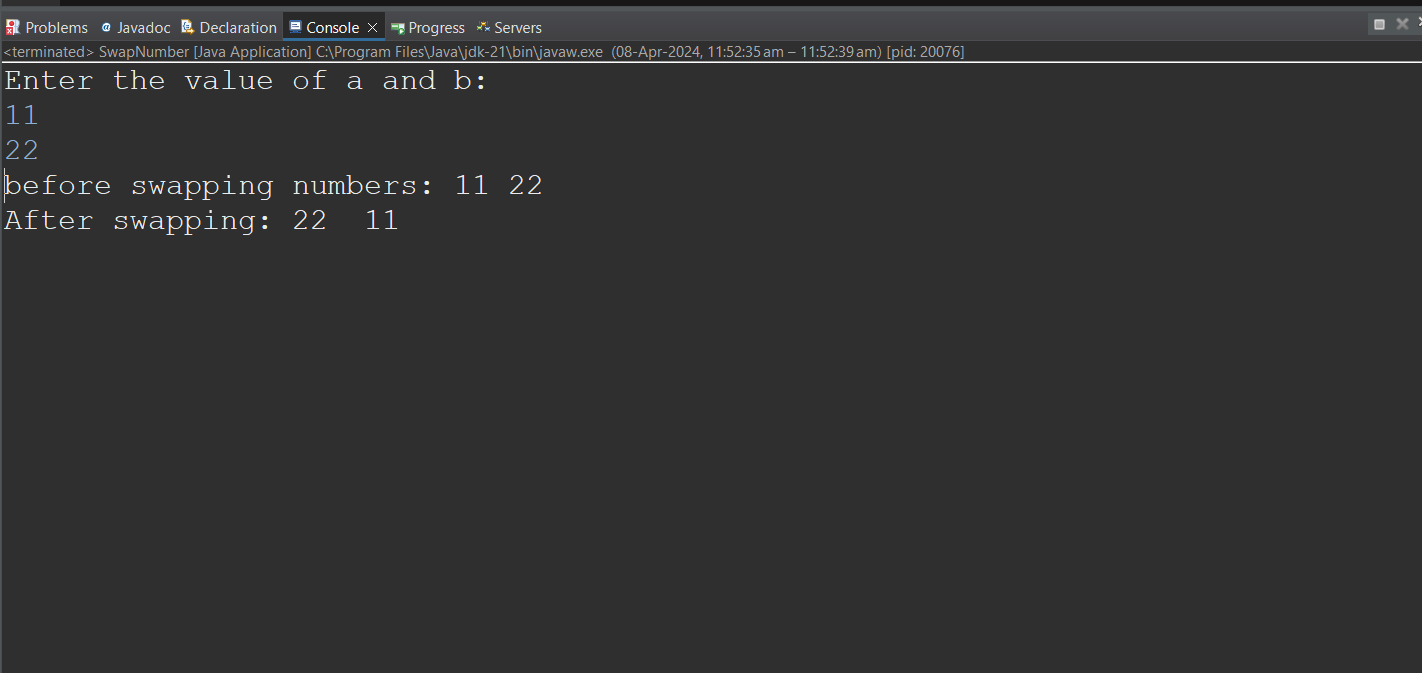 Problems Javadoc Declaration Console Progress Servers
<terminated> SwapNumber [Java Application] C:\Program Files\Java\jdk-21\bin\javaw.exe (08-Apr-2024, 11:52:35 am – 11:52:39 am) [pid: 20076]
Enter the value of a and b:
11
22
before swapping numbers: 11 22
After swapping: 22  11